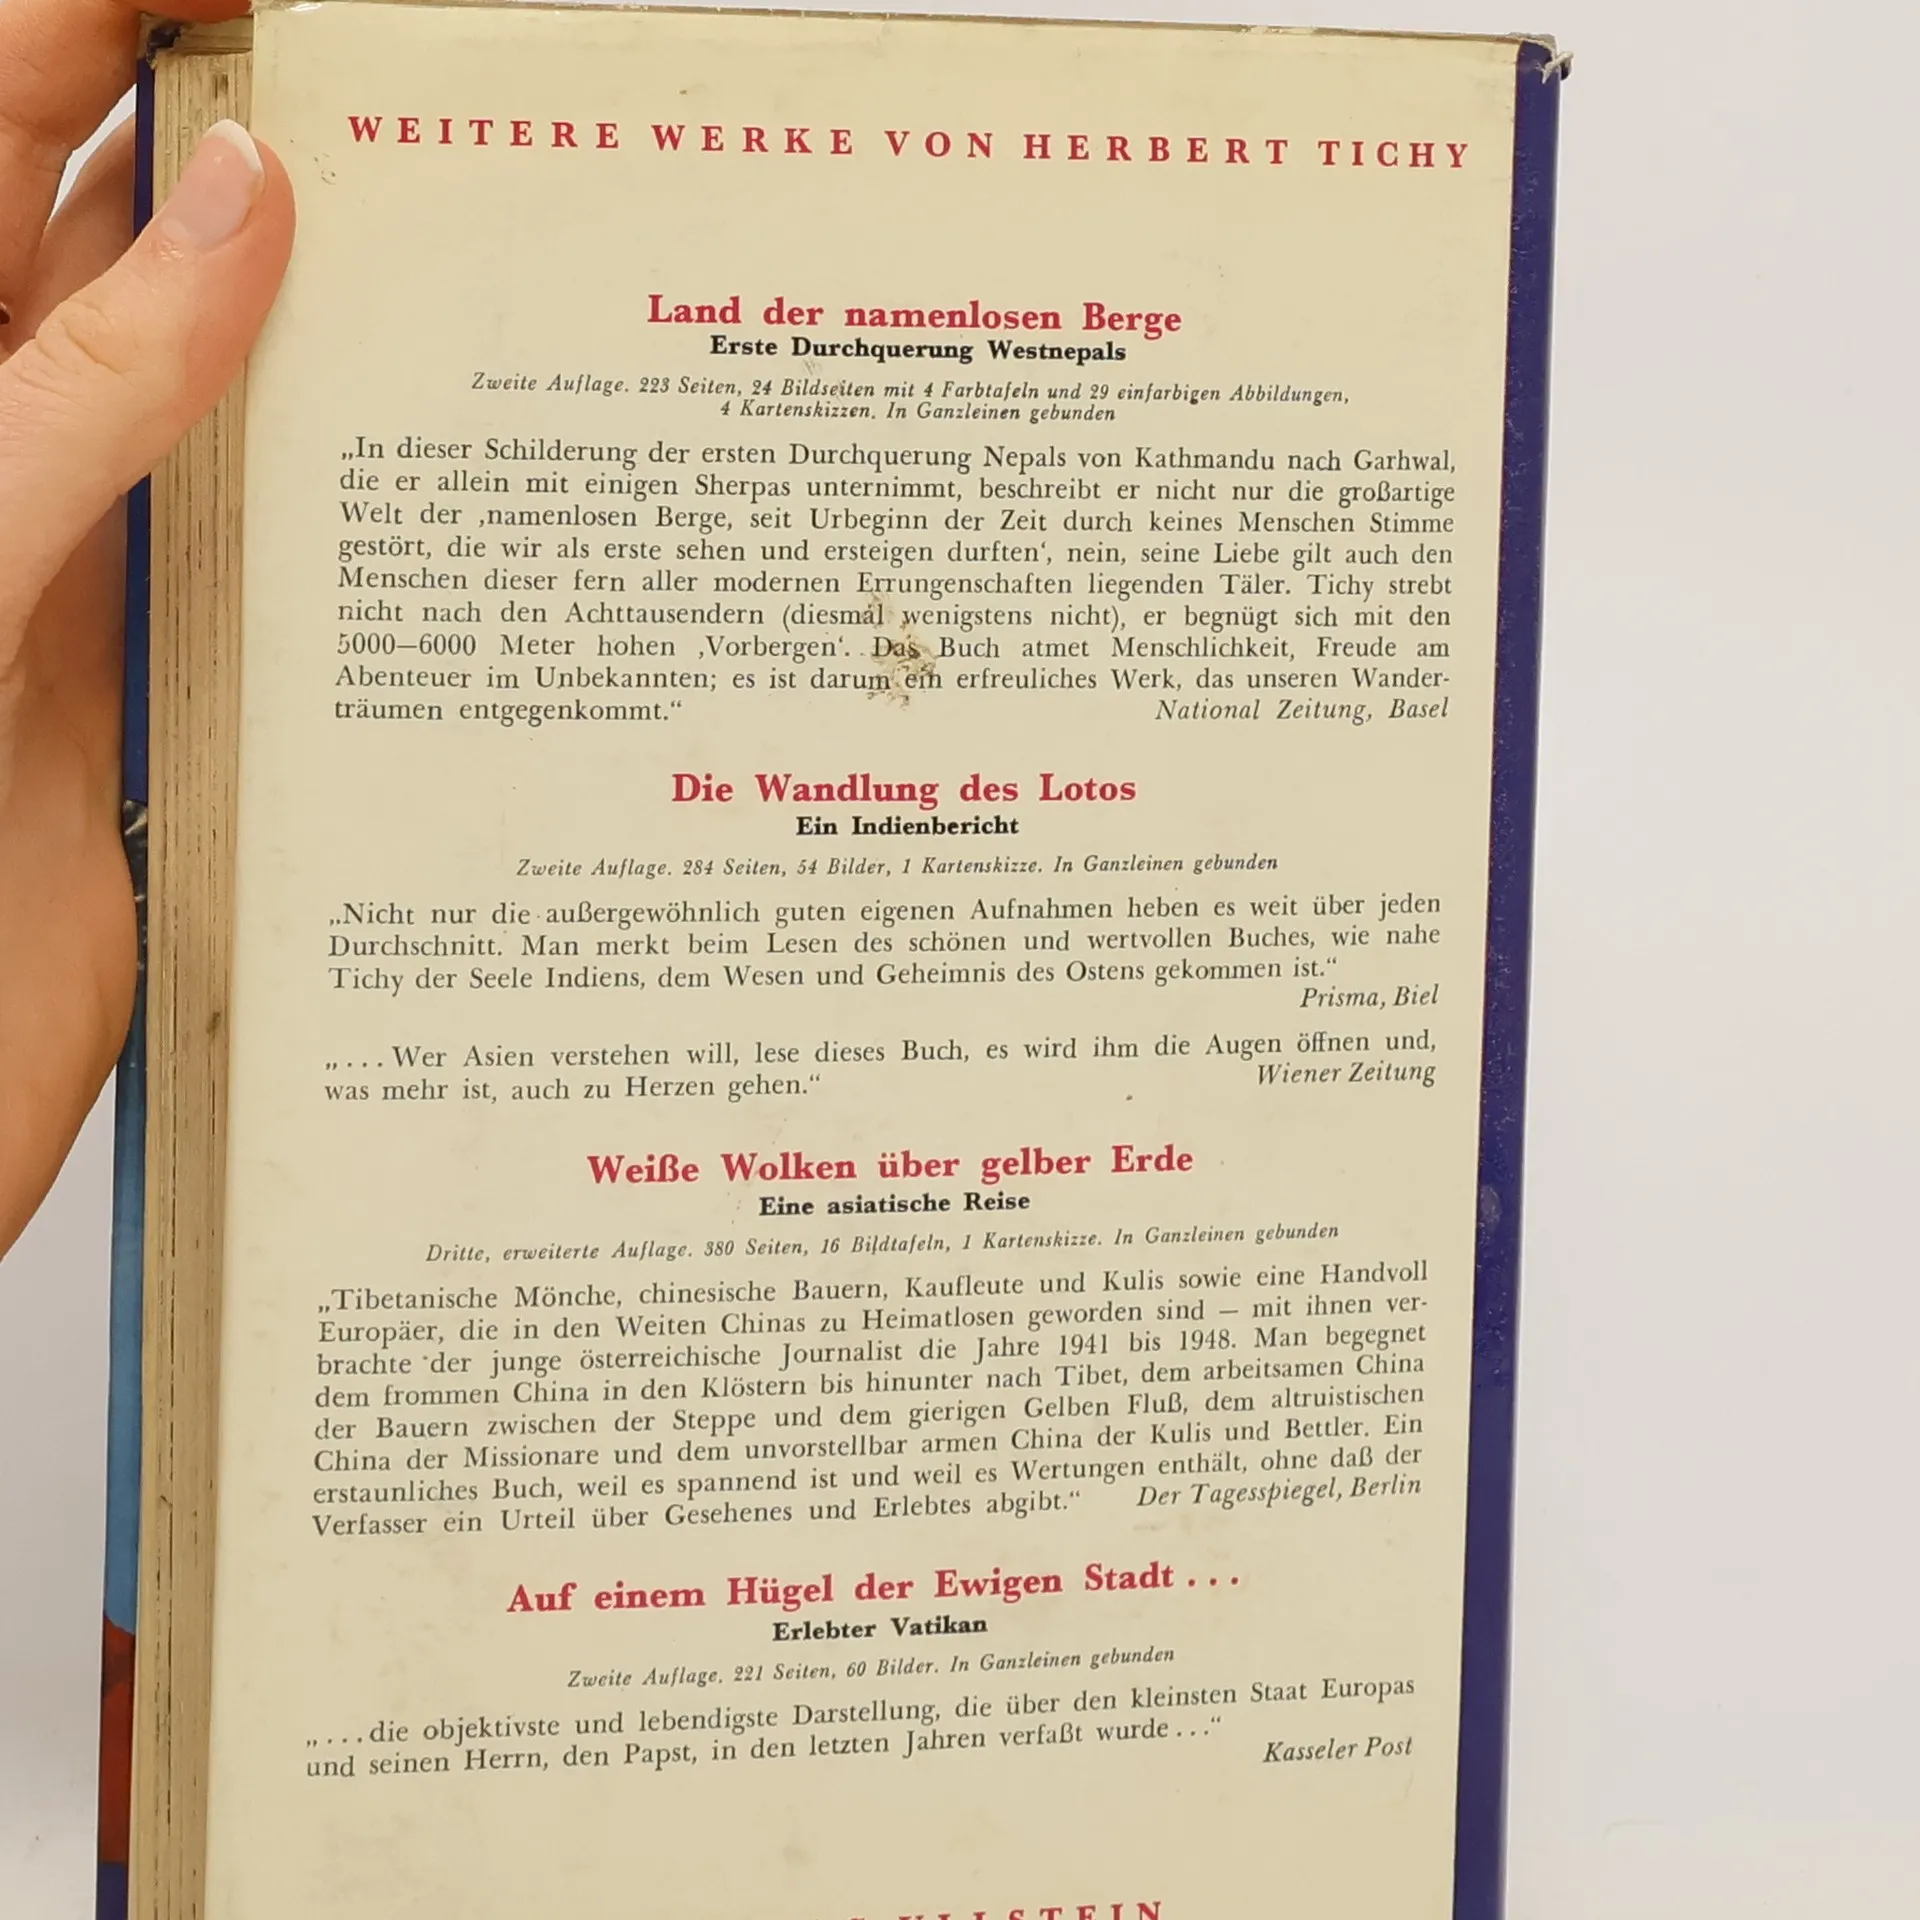 WEITERE WERKE VON HERBERT TICHY
Land der namenlosen Berge
Erste Durchquerung Westnepals
Zweite Auflage. 223 Seiten, 24 Bildseiten mit 4 Farbtafeln und 29 einfarbigen Abbildungen,
4 Kartenskizzen. In Ganzleinen gebunden
„In dieser Schilderung der ersten Durchquerung Nepals von Kathmandu nach Garhwal,
die er allein mit einigen Sherpas unternimmt, beschreibt er nicht nur die großartige
Welt der ‚namenlosen Berge, seit Urbeginn der Zeit durch keines Menschen Stimme
gestört, die wir als erste sehen und ersteigen durften‘, nein, seine Liebe gilt auch den
Menschen dieser fern aller modernen Errungenschaften liegenden Täler. Tichy strebt
nicht nach den Achttausendern (diesmal wenigstens nicht), er begnügt sich mit den
5000—6000 Meter hohen ‚Vorbergen‘. Das Buch atmet Menschlichkeit, Freude am
Abenteuer im Unbekannten; es ist darum ein erfreuliches Werk, das unseren Wander-
träumen entgegenkommt.“ National Zeitung, Basel
Die Wandlung des Lotos
Ein Indienbericht
Zweite Auflage. 284 Seiten, 54 Bilder, 1 Kartenskizze. In Ganzleinen gebunden
„Nicht nur die außergewöhnlich guten eigenen Aufnahmen heben es weit über jeden
Durchschnitt. Man merkt beim Lesen des schönen und wertvollen Buches, wie nahe
Tichy der Seele Indiens, dem Wesen und Geheimnis des Ostens gekommen ist.“
Prisma, Biel
„. . . Wer Asien verstehen will, lese dieses Buch, es wird ihm die Augen öffnen und,
was mehr ist, auch zu Herzen gehen.“ Wiener Zeitung
Weiße Wolken über gelber Erde
Eine asiatische Reise
Dritte, erweiterte Auflage. 380 Seiten, 16 Bildtafeln, 1 Kartenskizze. In Ganzleinen gebunden
„Tibetanische Mönche, chinesische Bauern, Kaufleute und Kulis sowie eine Handvoll
Europäer, die in den Weiten Chinas zu Heimatlosen geworden sind — mit ihnen ver-
brachte der junge österreichische Journalist die Jahre 1941 bis 1948. Man begegnet
dem frommen China in den Klöstern bis hinunter nach Tibet, dem arbeitsamen China
der Bauern zwischen der Steppe und dem gierigen Gelben Fluß, dem altruistischen
China der Missionare und dem unvorstellbar armen China der Kulis und Bettler. Ein
erstaunliches Buch, weil es spannend ist und weil es Wertungen enthält, ohne daß der
Verfasser ein Urteil über Gesehenes und Erlebtes abgibt.“ Der Tagesspiegel, Berlin
Auf einem Hügel der Ewigen Stadt . . .
Erlebter Vatikan
Zweite Auflage. 221 Seiten, 60 Bilder. In Ganzleinen gebunden
„. . . die objektivste und lebendigste Darstellung, die über den kleinsten Staat Europas
und seinen Herrn, den Papst, in den letzten Jahren verfaßt wurde . . .“
Kasseler Post
ULLSTEIN